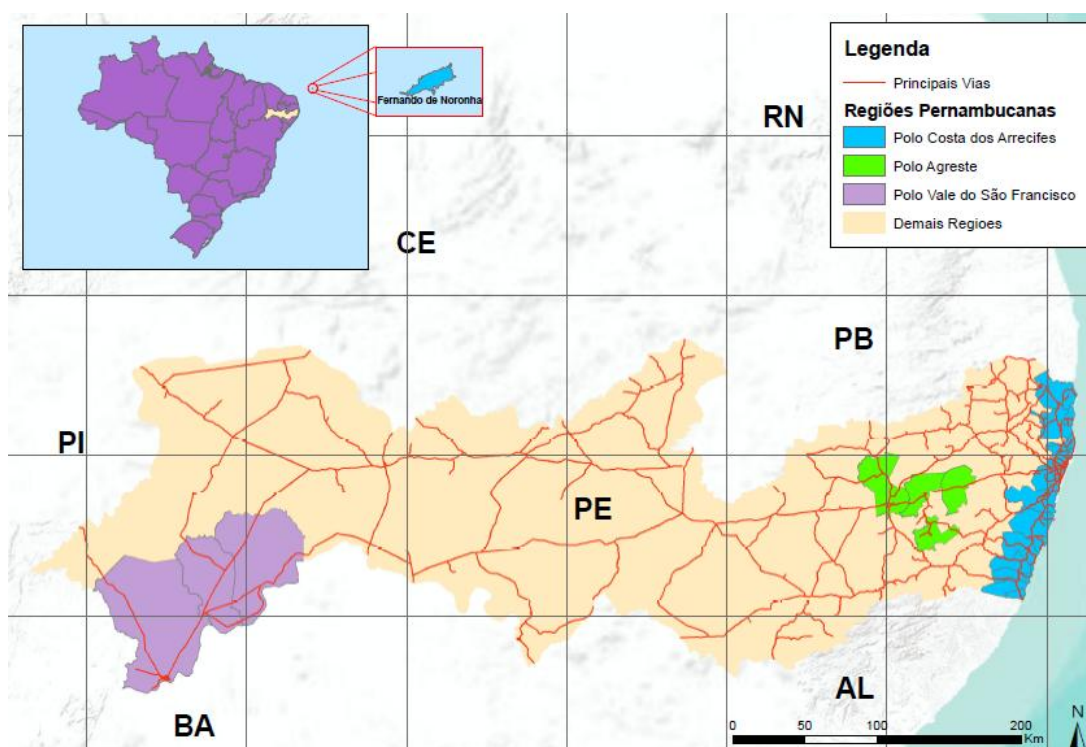 Fernando de Noronha
Legenda
Principais Vias
Regiões Pernambucanas
Polo Costa dos Arrecifes
Polo Agreste
Polo Vale do São Francisco
Demais Regioes
RN
CE
PB
PI
PE
BA
AL
N
0 50 100 200
Km